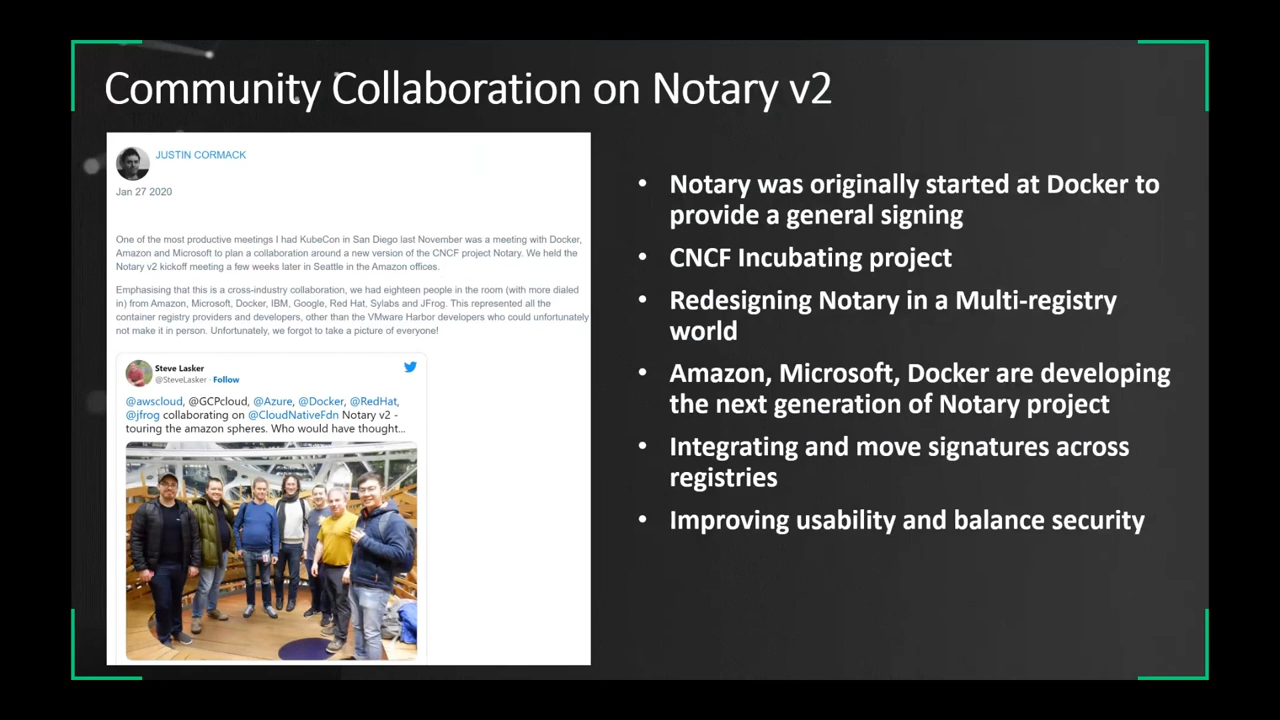 Community Collaboration on Notary v2
JUSTIN CORMACK
Jan 27 2020
One of the most productive meetings I had KubeCon in San Diego last November was a meeting with Docker,
Amazon and Microsoft to plan a collaboration around a new version of the CNCF project Notary. We held the
Notary v2 kickoff meeting a few weeks later in Seattle in the Amazon offices.
Emphasising that this is a cross-industry collaboration, we had eighteen people in the room (with more dialed
in) from Amazon, Microsoft, Docker, IBM, Google, Red Hat, Sylabs and JFrog. This represented all the
container registry providers and developers, other than the VMware Harbor developers who could unfortunately
not make it in person. Unfortunately, we forgot to take a picture of everyone!
Steve Lasker
@SteveLasker · Follow
@awscloud, @GCPcloud, @Azure, @Docker, @RedHat,
@jfrog collaborating on @CloudNativeFdn Notary v2 -
touring the amazon spheres. Who would have thought...
• Notary was originally started at Docker to
provide a general signing
• CNCF Incubating project
• Redesigning Notary in a Multi-registry
world
• Amazon, Microsoft, Docker are developing
the next generation of Notary project
• Integrating and move signatures across
registries
• Improving usability and balance security